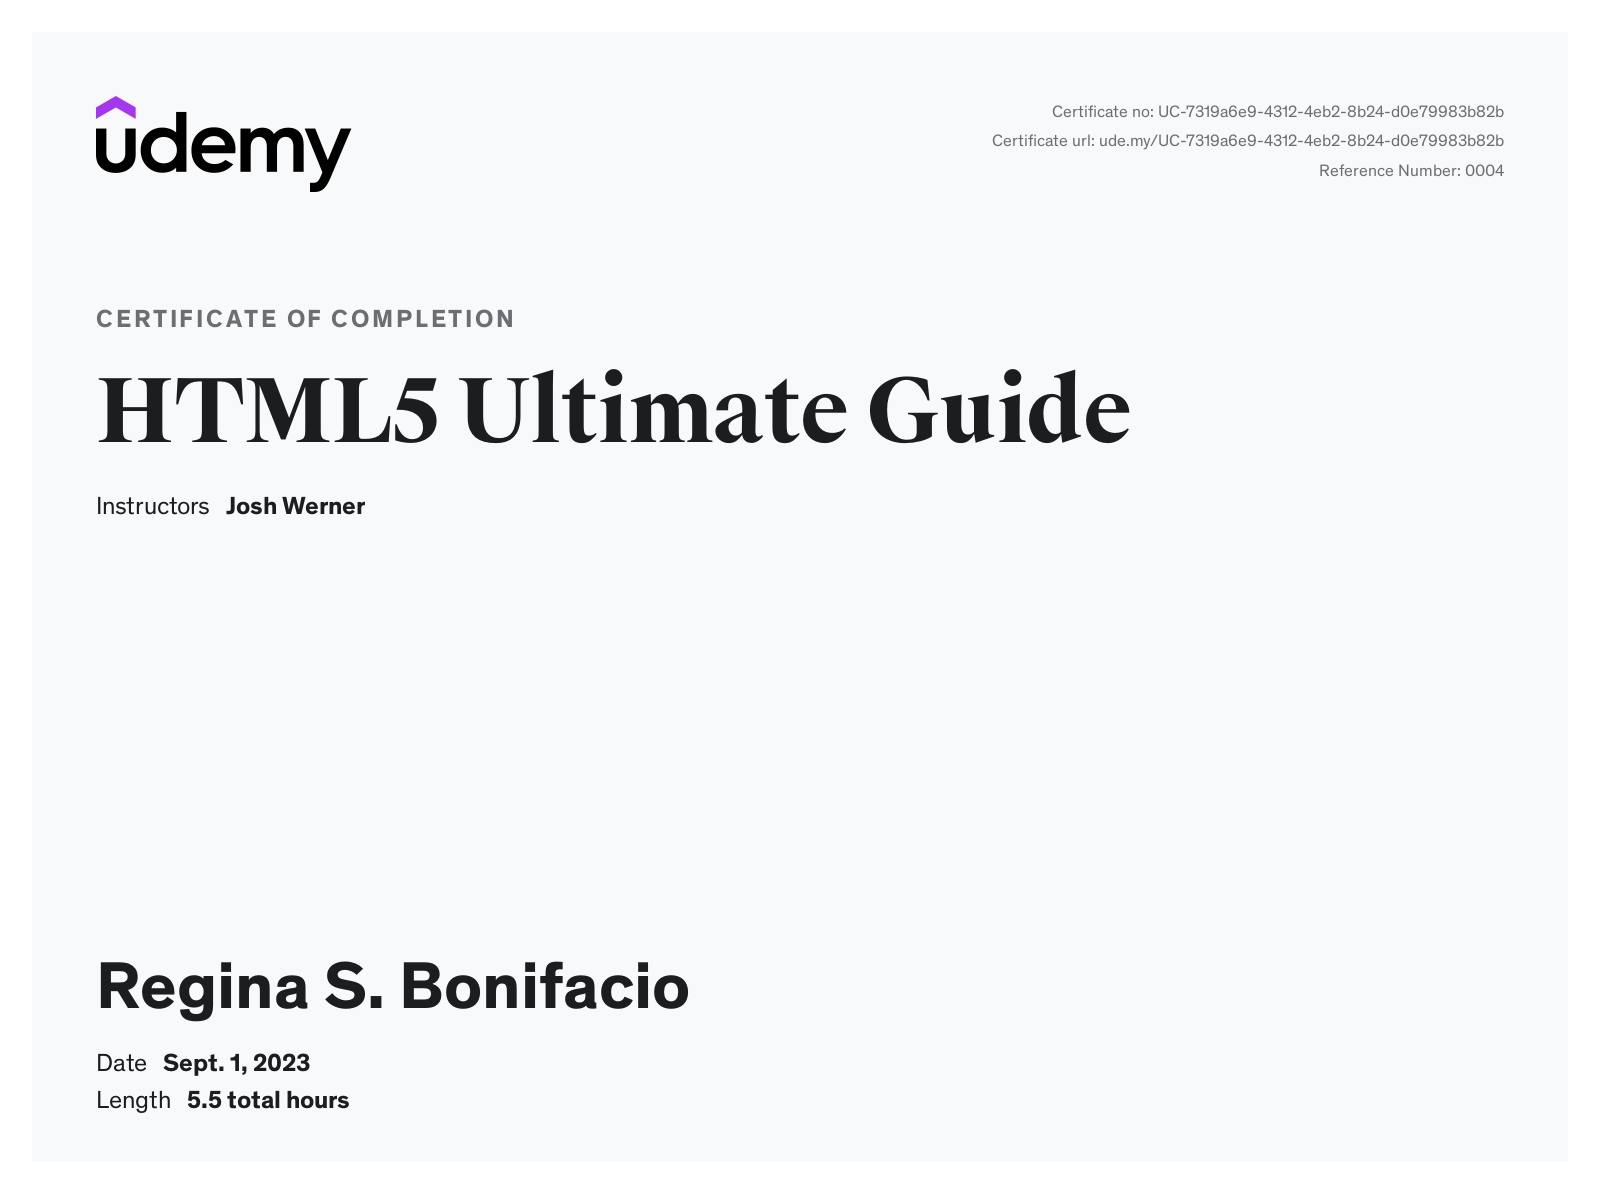 udemy
Certificate no: UC-7319a6e9-4312-4eb2-8b24-d0e79983b82b
Certificate url: ude.my/UC-7319a6e9-4312-4eb2-8b24-d0e79983b82b
Reference Number: 0004
CERTIFICATE OF COMPLETION
HTML5 Ultimate Guide
Instructors Josh Werner
Regina S. Bonifacio
Date Sept. 1, 2023
Length 5.5 total hours